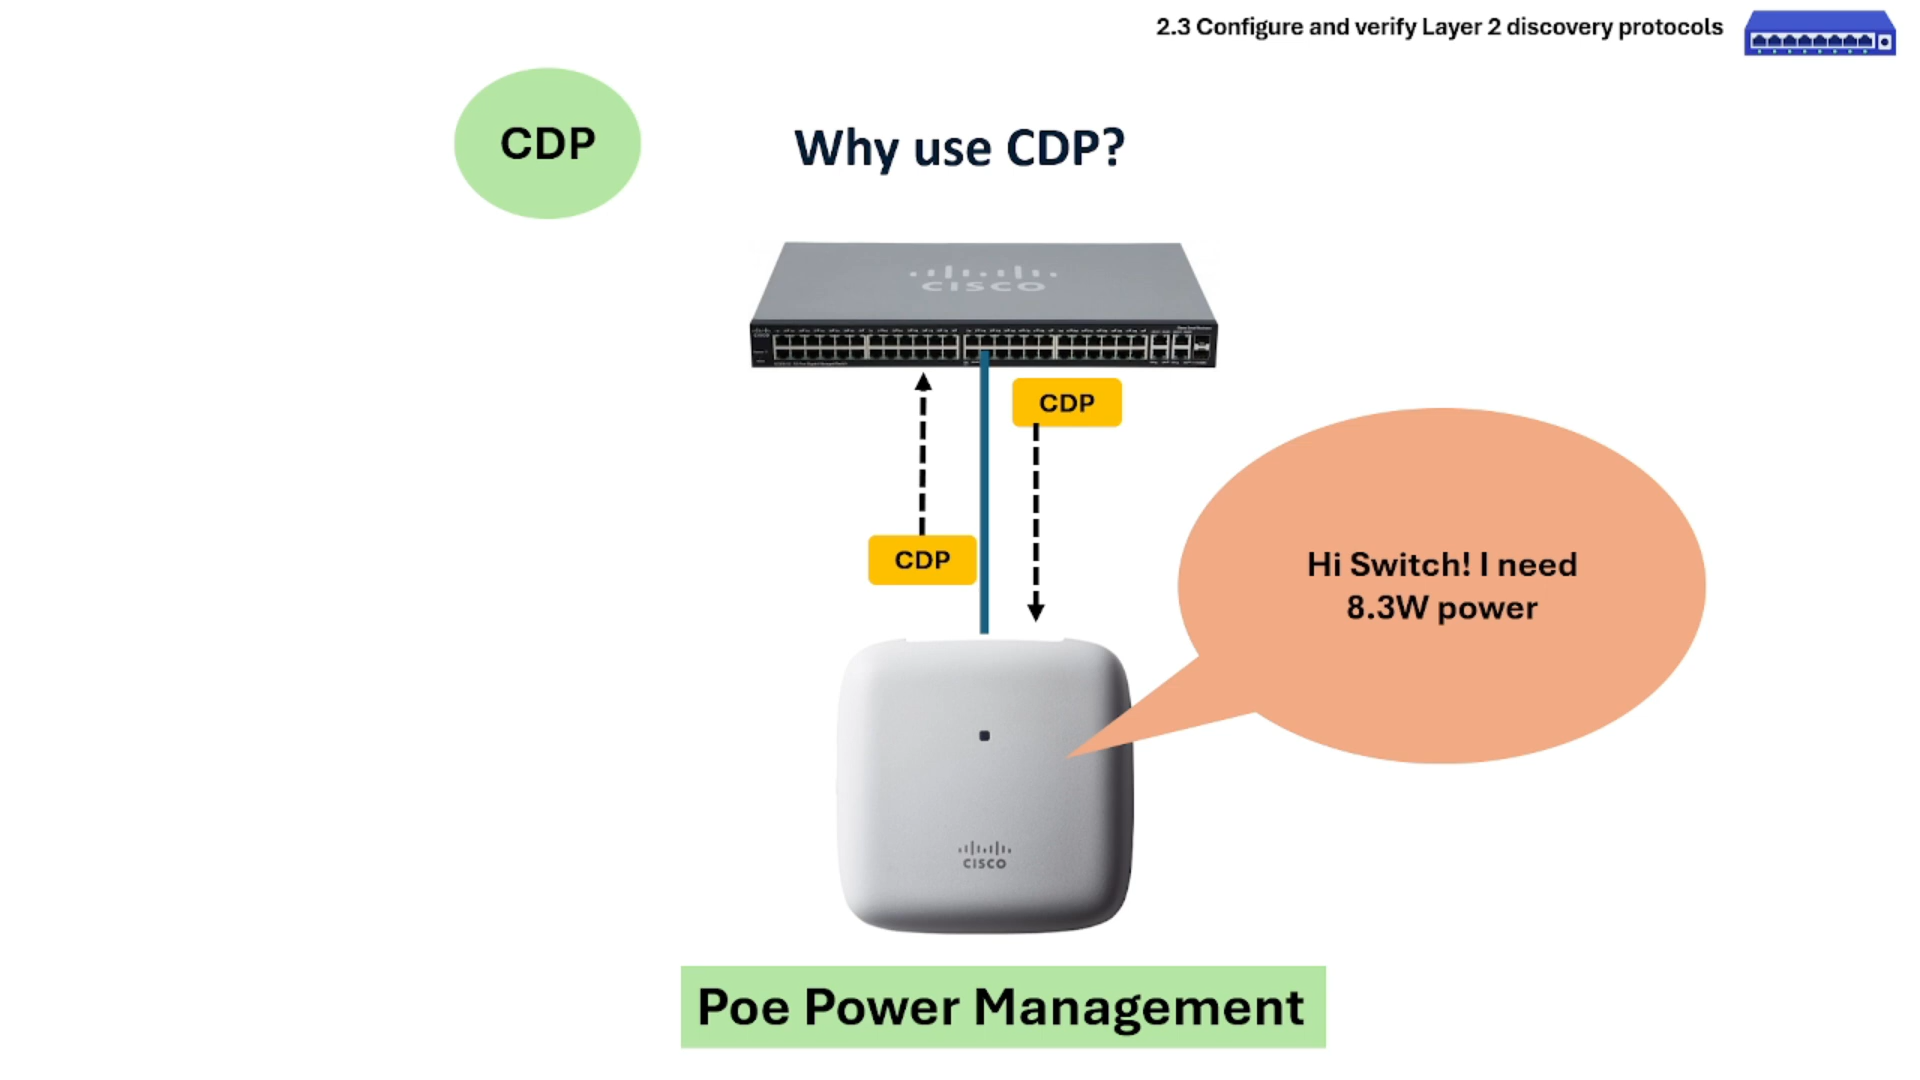 2.3 Configure and verify Layer 2 discovery protocols
CDP
Why use CDP?
CISCO
CDP
CDP
Hi Switch! I need
8.3W power
CISCO
Poe Power Management